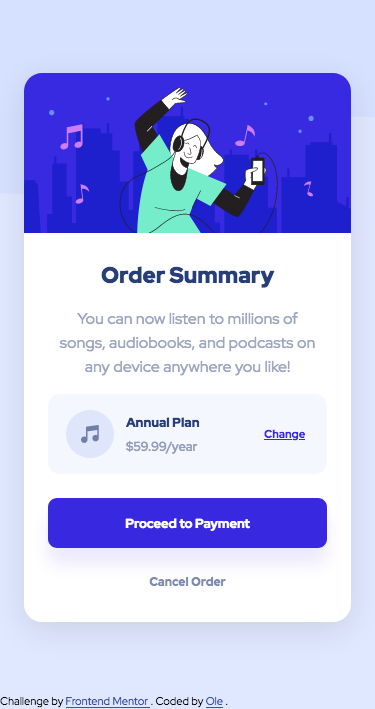 Order Summary
You can now listen to millions of
songs, audiobooks, and podcasts on
any device anywhere you like!
Annual Plan
$59.99/year
Change
Proceed to Payment
Cancel Order
Challenge by Frontend Mentor . Coded by Ole .